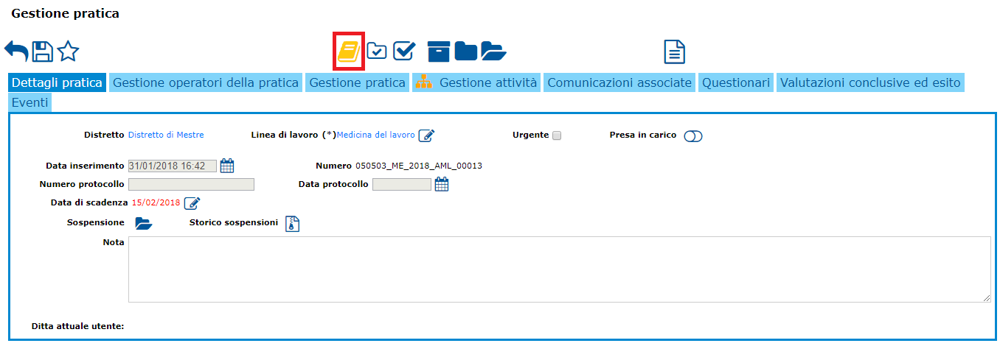 Gestione pratica
Dettagli pratica Gestione operatori della pratica Gestione pratica Gestione attività Comunicazioni associate Questionari Valutazioni conclusive ed esito
Eventi
Distretto Distretto di Mestre Linea di lavoro (*)Medicina del lavoro Urgente Presa in carico
Data inserimento 31/01/2018 16:42 Numero 050503_ME_2018_AML_00013
Numero protocollo Data protocollo
Data di scadenza 15/02/2018
Sospensione Storico sospensioni
Nota
Ditta attuale utente: